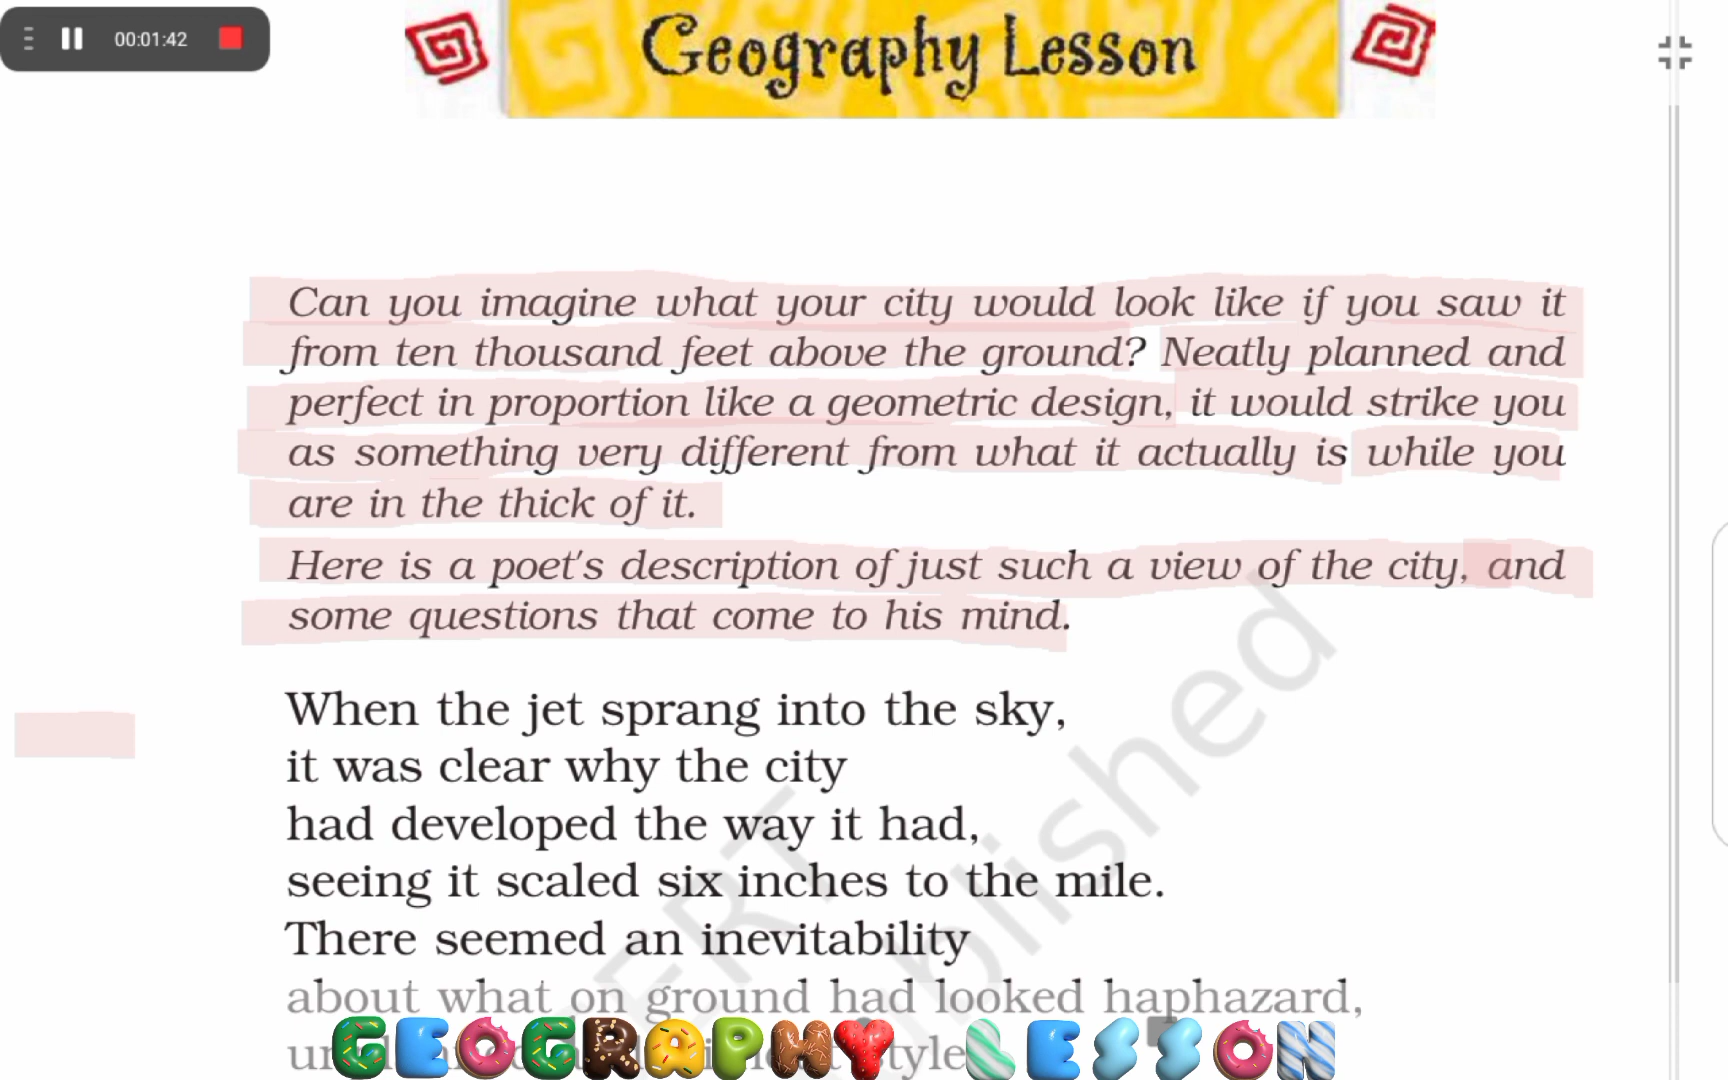 00:01:42
Geography Lesson
Can you imagine what your city would look like if you saw it
from ten thousand feet above the ground? Neatly planned and
perfect in proportion like a geometric design, it would strike you
as something very different from what it actually is while you
are in the thick of it.
Here is a poet's description of just such a view of the city, and
some questions that come to his mind.
When the jet sprang into the sky,
it was clear why the city
had developed the way it had,
seeing it scaled six inches to the mile.
There seemed an inevitability
about what on ground had looked haphazard,
GEOGRAPHY LESSON